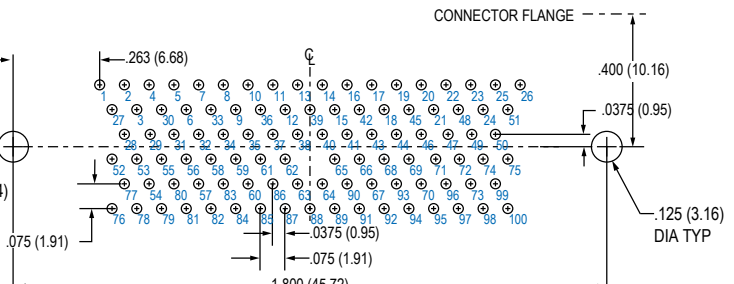 CONNECTOR FLANGE
.263 (6.68)
℄
.400 (10.16)
1 2 4 5 7 8 10 11 13 14 16 17 19 20 22 23 25 26
.0375 (0.95)
27 3 30 6 33 9 36 12 39 15 42 18 45 21 48 24 51
28 29 31 32 34 35 37 38 40 41 43 44 46 47 49 50
52 53 55 56 58 59 61 62 65 66 68 69 71 72 74 75
77 54 80 57 83 60 86 63 64 90 67 93 70 96 73 99
76 78 79 81 82 84 85 87 88 89 91 92 94 95 97 98 100
.125 (3.16)
DIA TYP
.075 (1.91)
.0375 (0.95)
.075 (1.91)
1.800 (45.72)